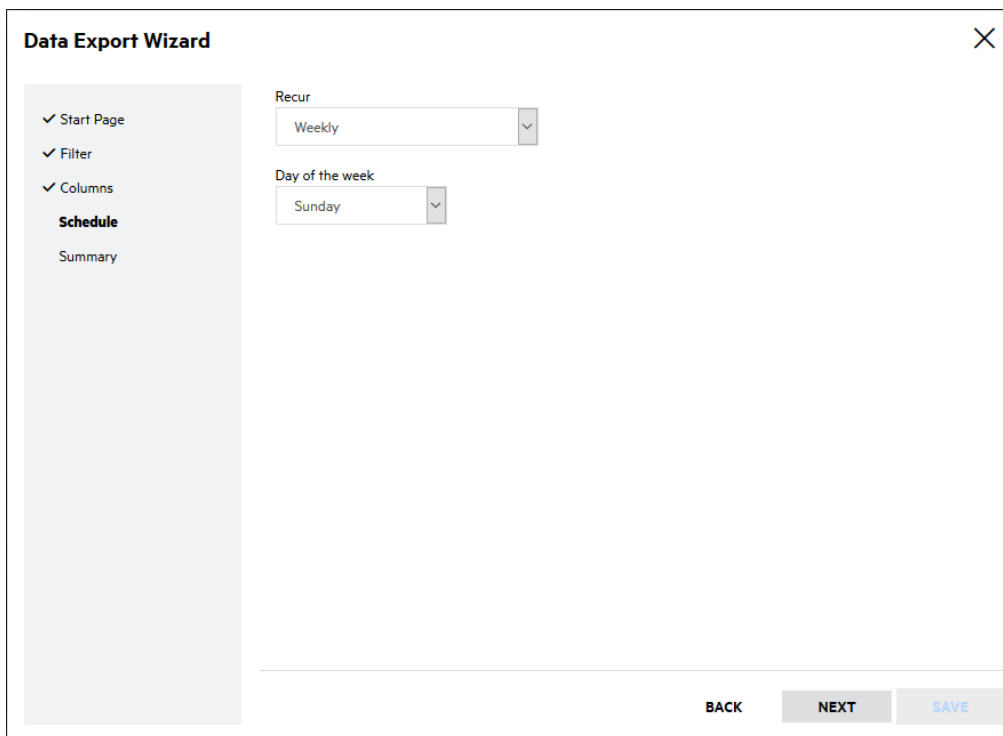 Data Export Wizard
Start Page
Filter
Columns
Schedule
Summary
Recur
Weekly
Day of the week
Sunday
BACK NEXT SAVE